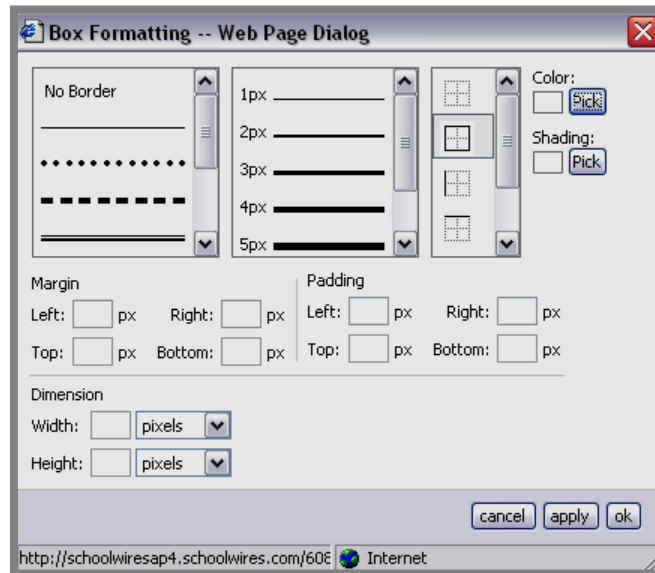 Box Formatting -- Web Page Dialog
No Border
1px
2px
3px
4px
5px
Color:
Pick
Shading:
Pick
Margin
Left: px Right: px
Top: px Bottom: px
Padding
Left: px Right: px
Top: px Bottom: px
Dimension
Width: pixels
Height: pixels
cancel apply ok
http://schoolwiresap4.schoolwires.com/608 Internet